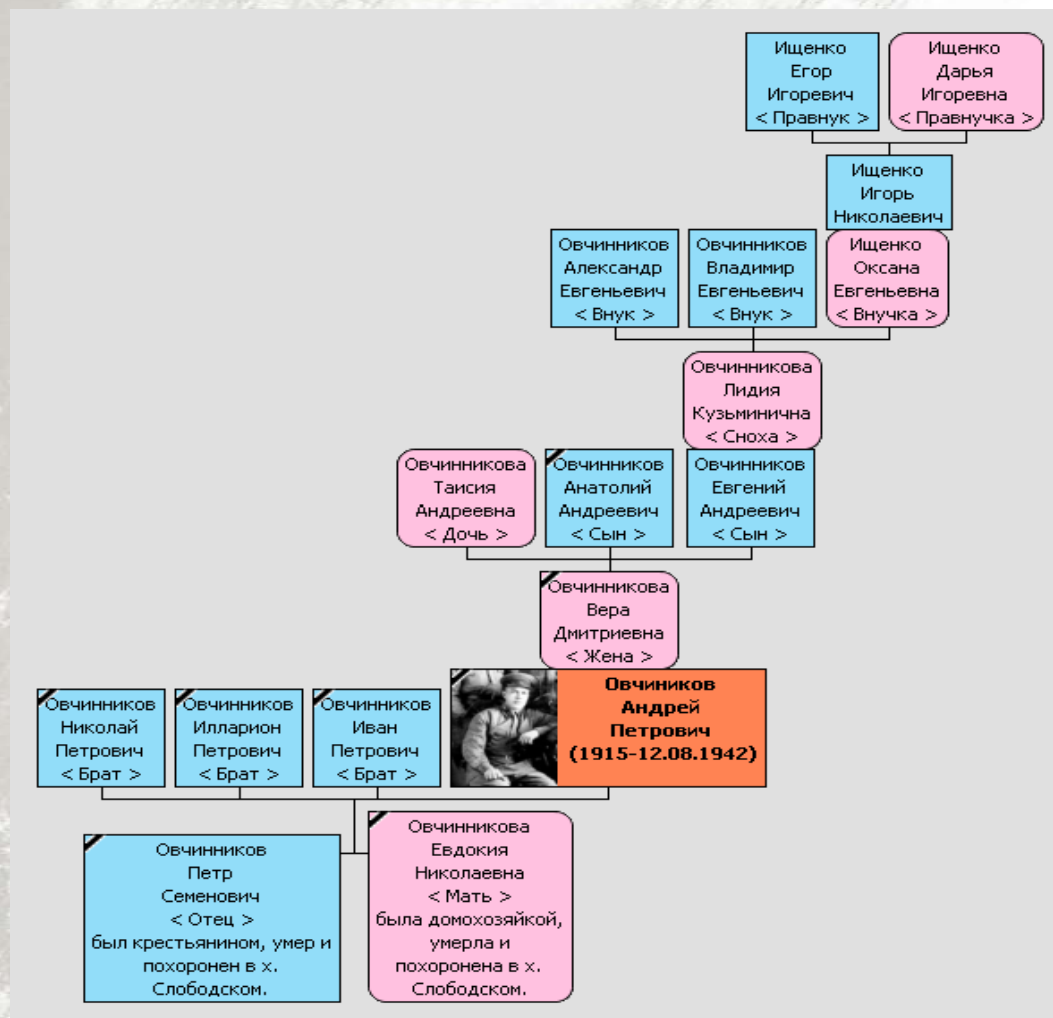 Ищенко
Егор
Игоревич
< Правнук >
Ищенко
Дарья
Игоревна
< Правнучка >
Ищенко
Игорь
Николаевич
Овчинников
Александр
Евгеньевич
< Внук >
Овчинников
Владимир
Евгеньевич
< Внук >
Ищенко
Оксана
Евгеньевна
< Внучка >
Овчинникова
Лидия
Кузьминична
< Сноха >
Овчинникова
Таисия
Андреевна
< Дочь >
Овчинников
Анатолий
Андреевич
< Сын >
Овчинников
Евгений
Андреевич
< Сын >
Овчинникова
Вера
Дмитриевна
< Жена >
Овчинников
Николай
Петрович
< Брат >
Овчинников
Илларион
Петрович
< Брат >
Овчинников
Иван
Петрович
< Брат >
Овчиников
Андрей
Петрович
(1915-12.08.1942)
Овчинников
Петр
Семенович
< Отец >
был крестьянином, умер и
похоронен в х.
Слободском.
Овчинникова
Евдокия
Николаевна
< Мать >
была домохозяйкой,
умерла и
похоронена в х.
Слободском.